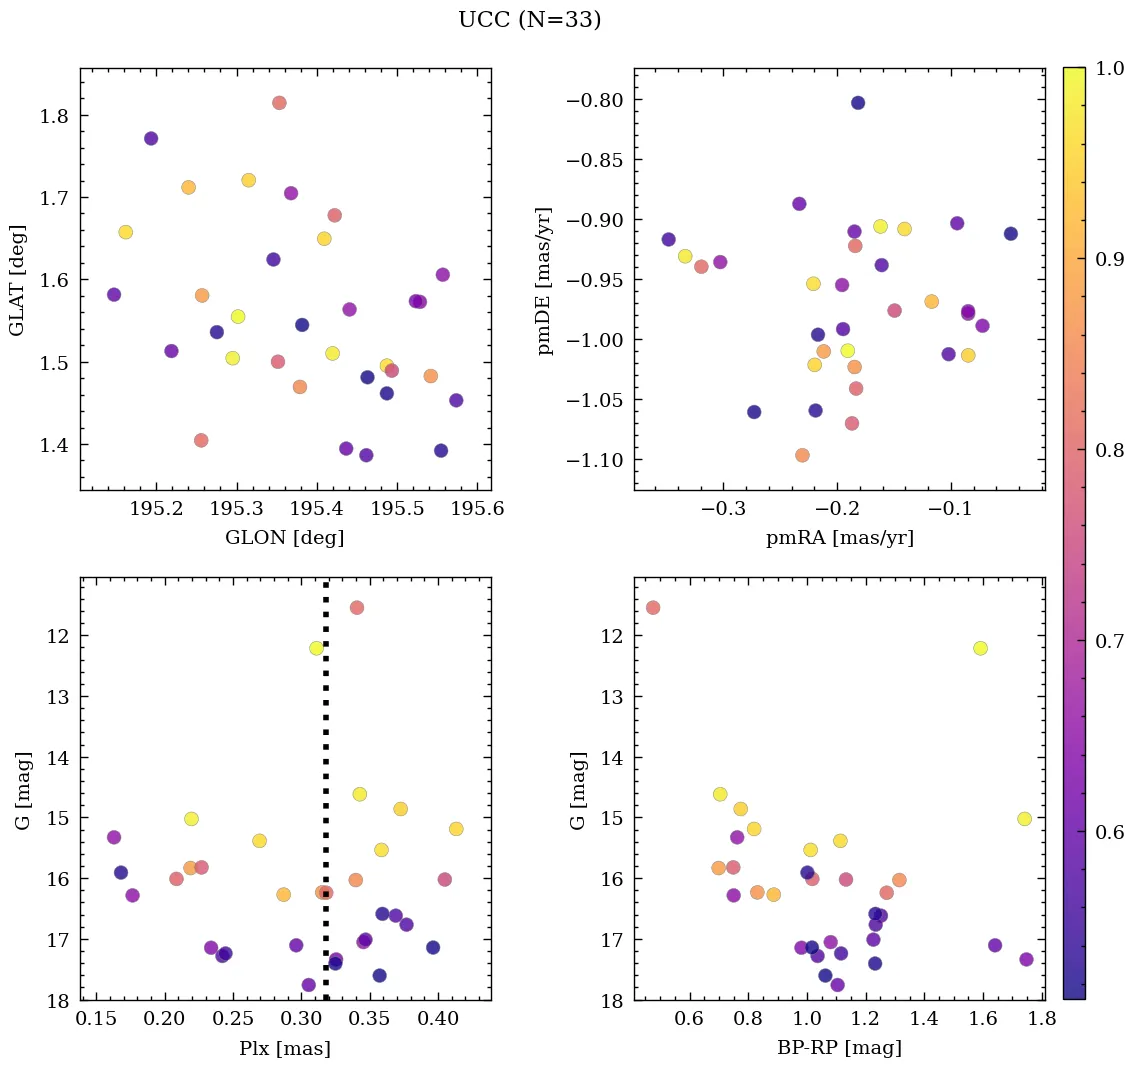 UCC (N=33)
1.8
1.7
1.6
1.5
1.4
GLAT [deg]
195.2 195.3 195.4 195.5 195.6
GLON [deg]
−0.80
−0.85
−0.90
−0.95
−1.00
−1.05
−1.10
pmDE [mas/yr]
−0.3 −0.2 −0.1
pmRA [mas/yr]
12
13
14
15
16
17
18
G [mag]
0.15 0.20 0.25 0.30 0.35 0.40
Plx [mas]
12
13
14
15
16
17
18
G [mag]
0.6 0.8 1.0 1.2 1.4 1.6 1.8
BP-RP [mag]
1.0
0.9
0.8
0.7
0.6